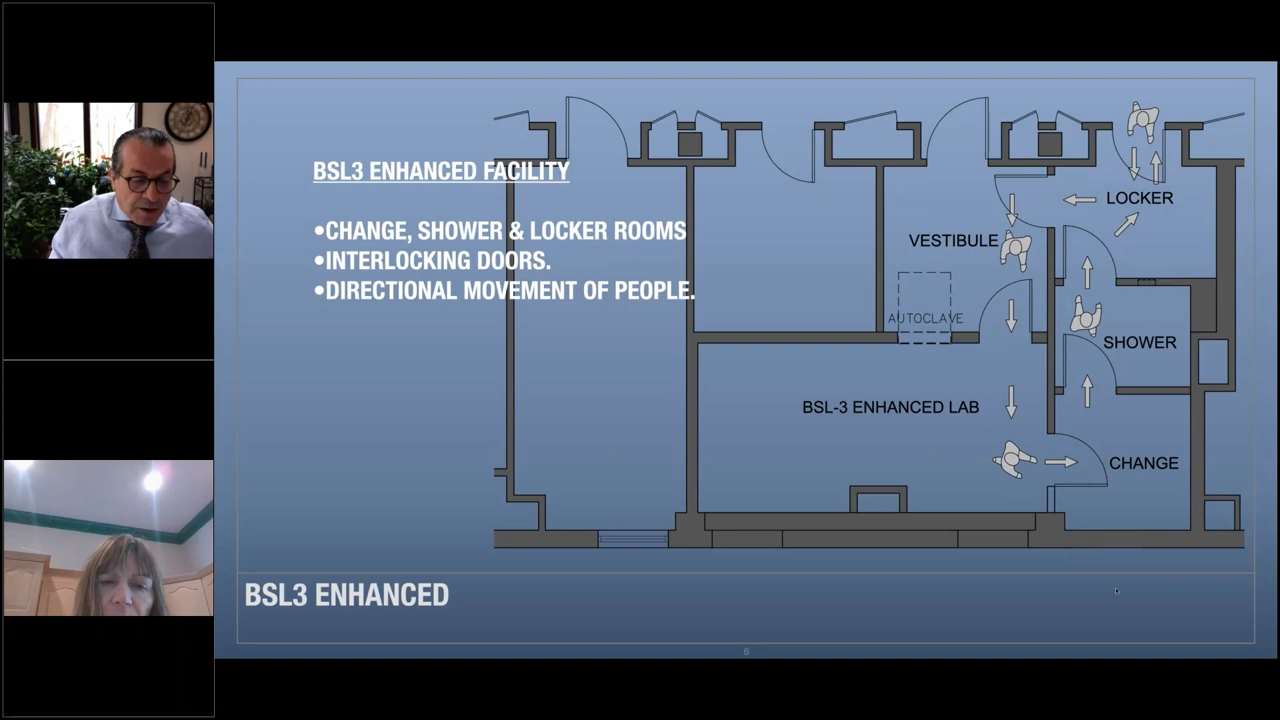 BSL3 ENHANCED FACILITY
•CHANGE, SHOWER & LOCKER ROOMS
•INTERLOCKING DOORS.
•DIRECTIONAL MOVEMENT OF PEOPLE.
LOCKER
VESTIBULE
AUTOCLAVE
SHOWER
BSL-3 ENHANCED LAB
CHANGE
BSL3 ENHANCED
6